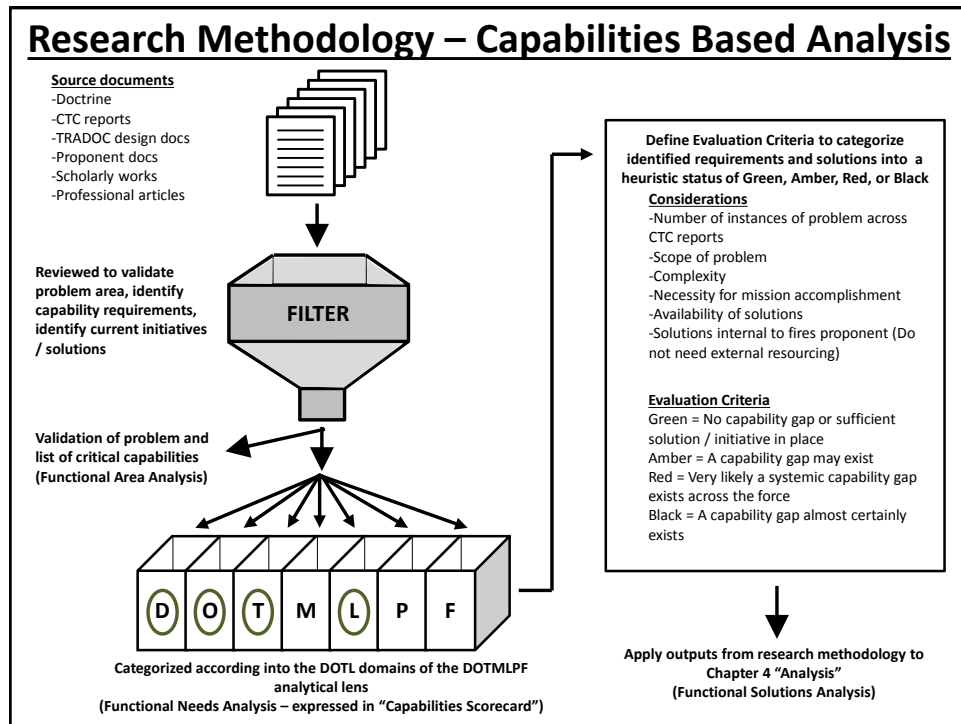 Research Methodology – Capabilities Based Analysis
Source documents
-Doctrine
-CTC reports
-TRADOC design docs
-Proponent docs
-Scholarly works
-Professional articles
Reviewed to validate
problem area, identify
capability requirements,
identify current initiatives
/ solutions
FILTER
Validation of problem and
list of critical capabilities
(Functional Area Analysis)
D O T M L P F
Categorized according into the DOTL domains of the DOTMLPF
analytical lens
(Functional Needs Analysis – expressed in “Capabilities Scorecard”)
Define Evaluation Criteria to categorize
identified requirements and solutions into a
heuristic status of Green, Amber, Red, or Black
Considerations
-Number of instances of problem across
CTC reports
-Scope of problem
-Complexity
-Necessity for mission accomplishment
-Availability of solutions
-Solutions internal to fires proponent (Do
not need external resourcing)
Evaluation Criteria
Green = No capability gap or sufficient
solution / initiative in place
Amber = A capability gap may exist
Red = Very likely a systemic capability gap
exists across the force
Black = A capability gap almost certainly
exists
Apply outputs from research methodology to
Chapter 4 “Analysis”
(Functional Solutions Analysis)